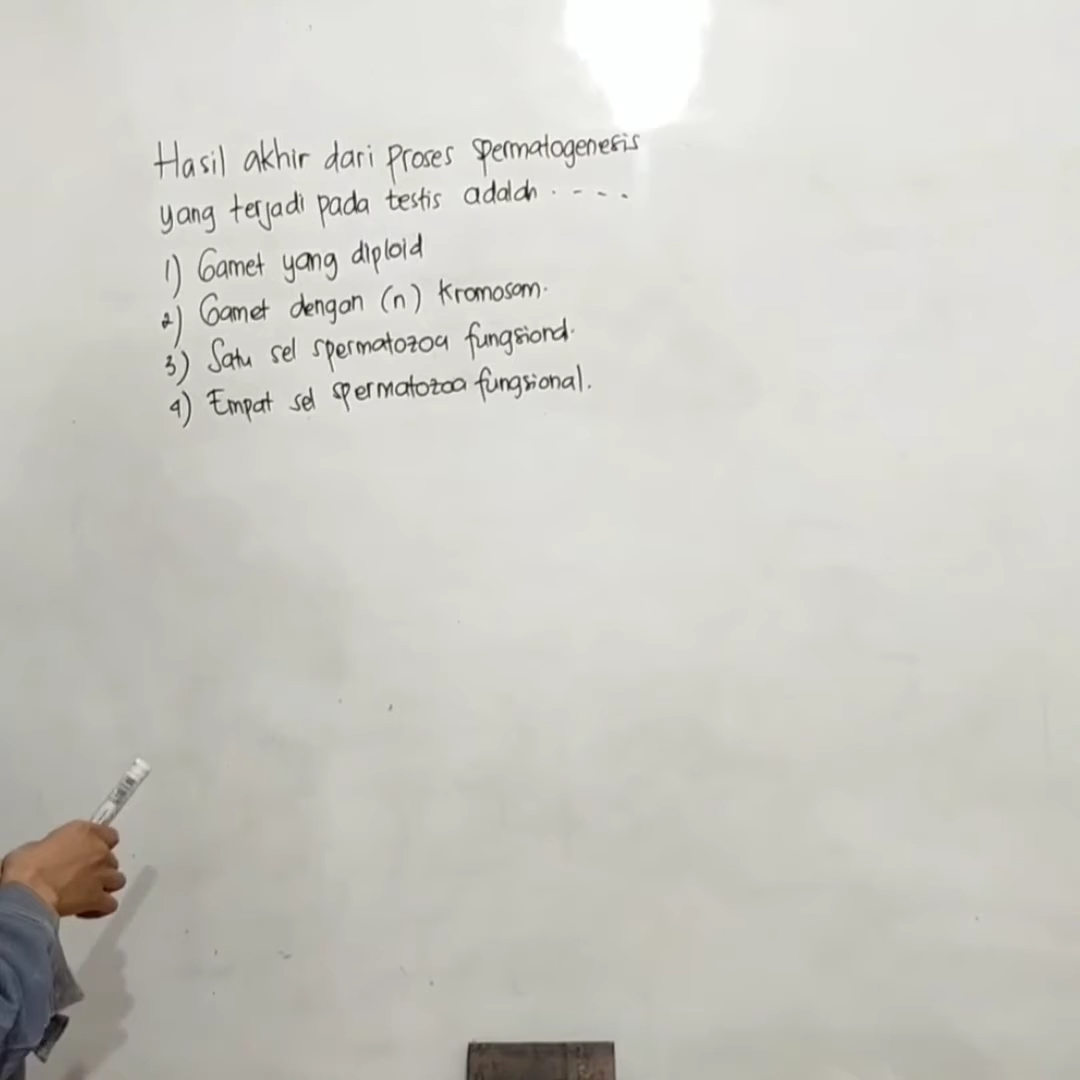 Hasil akhir dari Proses Spermatogenesis
yang terjadi pada testis adalah . - - .
1) Gamet yang diploid
2) Gamet dengan (n) Kromosom.
3) Satu sel spermatozoa fungsional.
4) Empat sel spermatozoa fungsional.